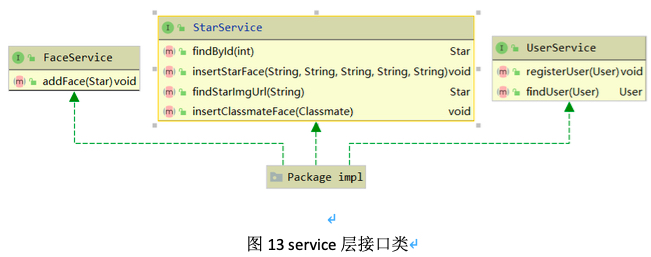 FaceService
addFace(Star) void
StarService
findById(int) Star
insertStarFace(String, String, String, String, String) void
findStarImgUrl(String) Star
insertClassmateFace(Classmate) void
UserService
registerUser(User) void
findUser(User) User
Package impl
图 13 service 层接口类